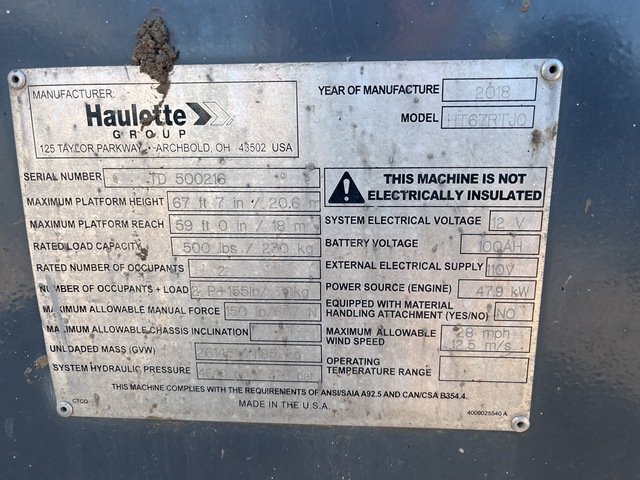 MANUFACTURER:
Haulotte
GROUP
125 TAYLOR PARKWAY • ARCHBOLD, OH 43502 USA
YEAR OF MANUFACTURE 2018
MODEL HT67RTJO
SERIAL NUMBER TD 500216
MAXIMUM PLATFORM HEIGHT 67 ft 7 in / 20.6 m
MAXIMUM PLATFORM REACH 59 ft 0 in / 18 m
RATED LOAD CAPACITY 500 lbs. / 230 kg
RATED NUMBER OF OCCUPANTS 2
NUMBER OF OCCUPANTS + LOAD 2 P+155lb/
MAXIMUM ALLOWABLE MANUAL FORCE 150 lb/ N
MAXIMUM ALLOWABLE CHASSIS INCLINATION
UNLOADED MASS (GVW)
SYSTEM HYDRAULIC PRESSURE
THIS MACHINE IS NOT
ELECTRICALLY INSULATED
SYSTEM ELECTRICAL VOLTAGE 12 V
BATTERY VOLTAGE 100AH
EXTERNAL ELECTRICAL SUPPLY 110V
POWER SOURCE (ENGINE) 47.9 kW
EQUIPPED WITH MATERIAL
HANDLING ATTACHMENT (YES/NO) NO
MAXIMUM ALLOWABLE 28 mph
WIND SPEED 12.5 m/s
OPERATING
TEMPERATURE RANGE
THIS MACHINE COMPLIES WITH THE REQUIREMENTS OF ANSI/SAIA A92.5 AND CAN/CSA B354.4.
MADE IN THE U.S.A.
CTCO
4000025540 A